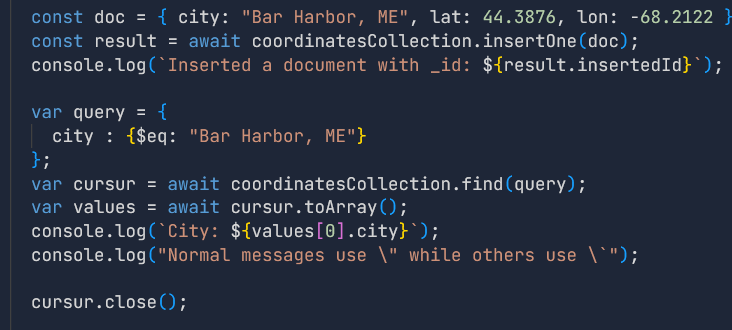 const doc = { city: "Bar Harbor, ME", lat: 44.3876, lon: -68.2122 }
const result = await coordinatesCollection.insertOne(doc);
console.log(`Inserted a document with _id: ${result.insertedId}`);
var query = {
city : {$eq: "Bar Harbor, ME"}
};
var cursur = await coordinatesCollection.find(query);
var values = await cursur.toArray();
console.log(`City: ${values[0].city}`);
console.log("Normal messages use \" while others use \`");
cursur.close();